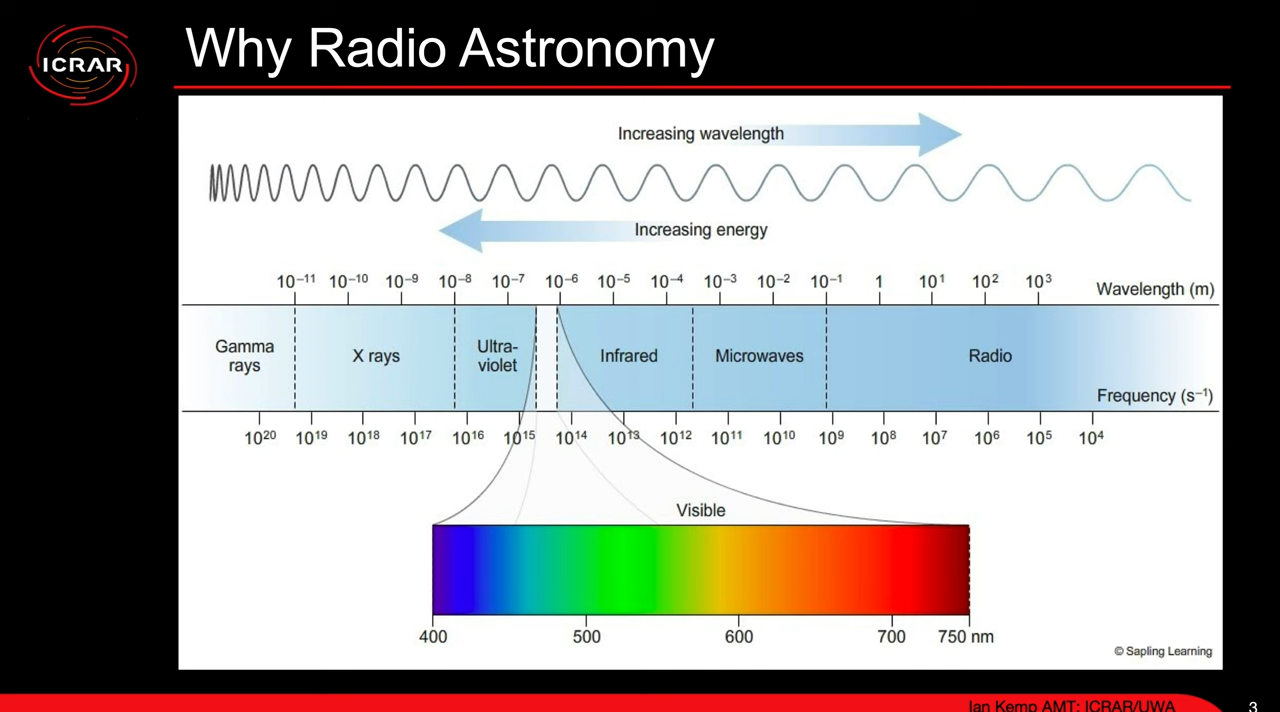 Why Radio Astronomy
ICRAR
Increasing wavelength
Increasing energy
10⁻¹¹ 10⁻¹⁰ 10⁻⁹ 10⁻⁸ 10⁻⁷ 10⁻⁶ 10⁻⁵ 10⁻⁴ 10⁻³ 10⁻² 10⁻¹ 1 10¹ 10² 10³ Wavelength (m)
Gamma
rays
X rays
Ultra-
violet
Infrared
Microwaves
Radio
Frequency (s⁻¹)
10²⁰ 10¹⁹ 10¹⁸ 10¹⁷ 10¹⁶ 10¹⁵ 10¹⁴ 10¹³ 10¹² 10¹¹ 10¹⁰ 10⁹ 10⁸ 10⁷ 10⁶ 10⁵ 10⁴
Visible
400 500 600 700 750 nm
© Sapling Learning
Ian Kemp AMT: ICRAR/UWA 3